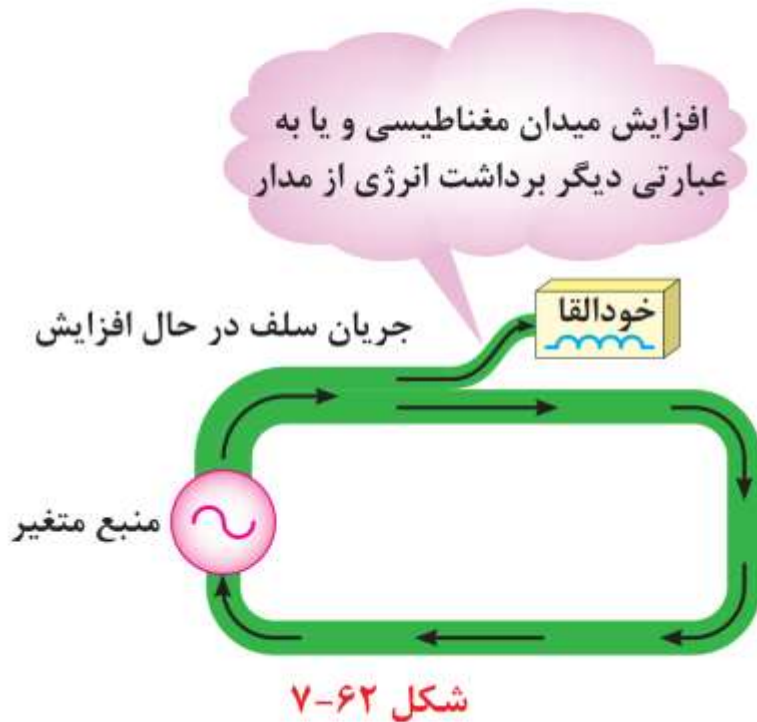 افزایش میدان مغناطیسی و یا به
عبارتی دیگر برداشت انرژی از مدار
خودالقا
جریان سلف در حال افزایش
منبع متغیر
شکل ۶۲-۷